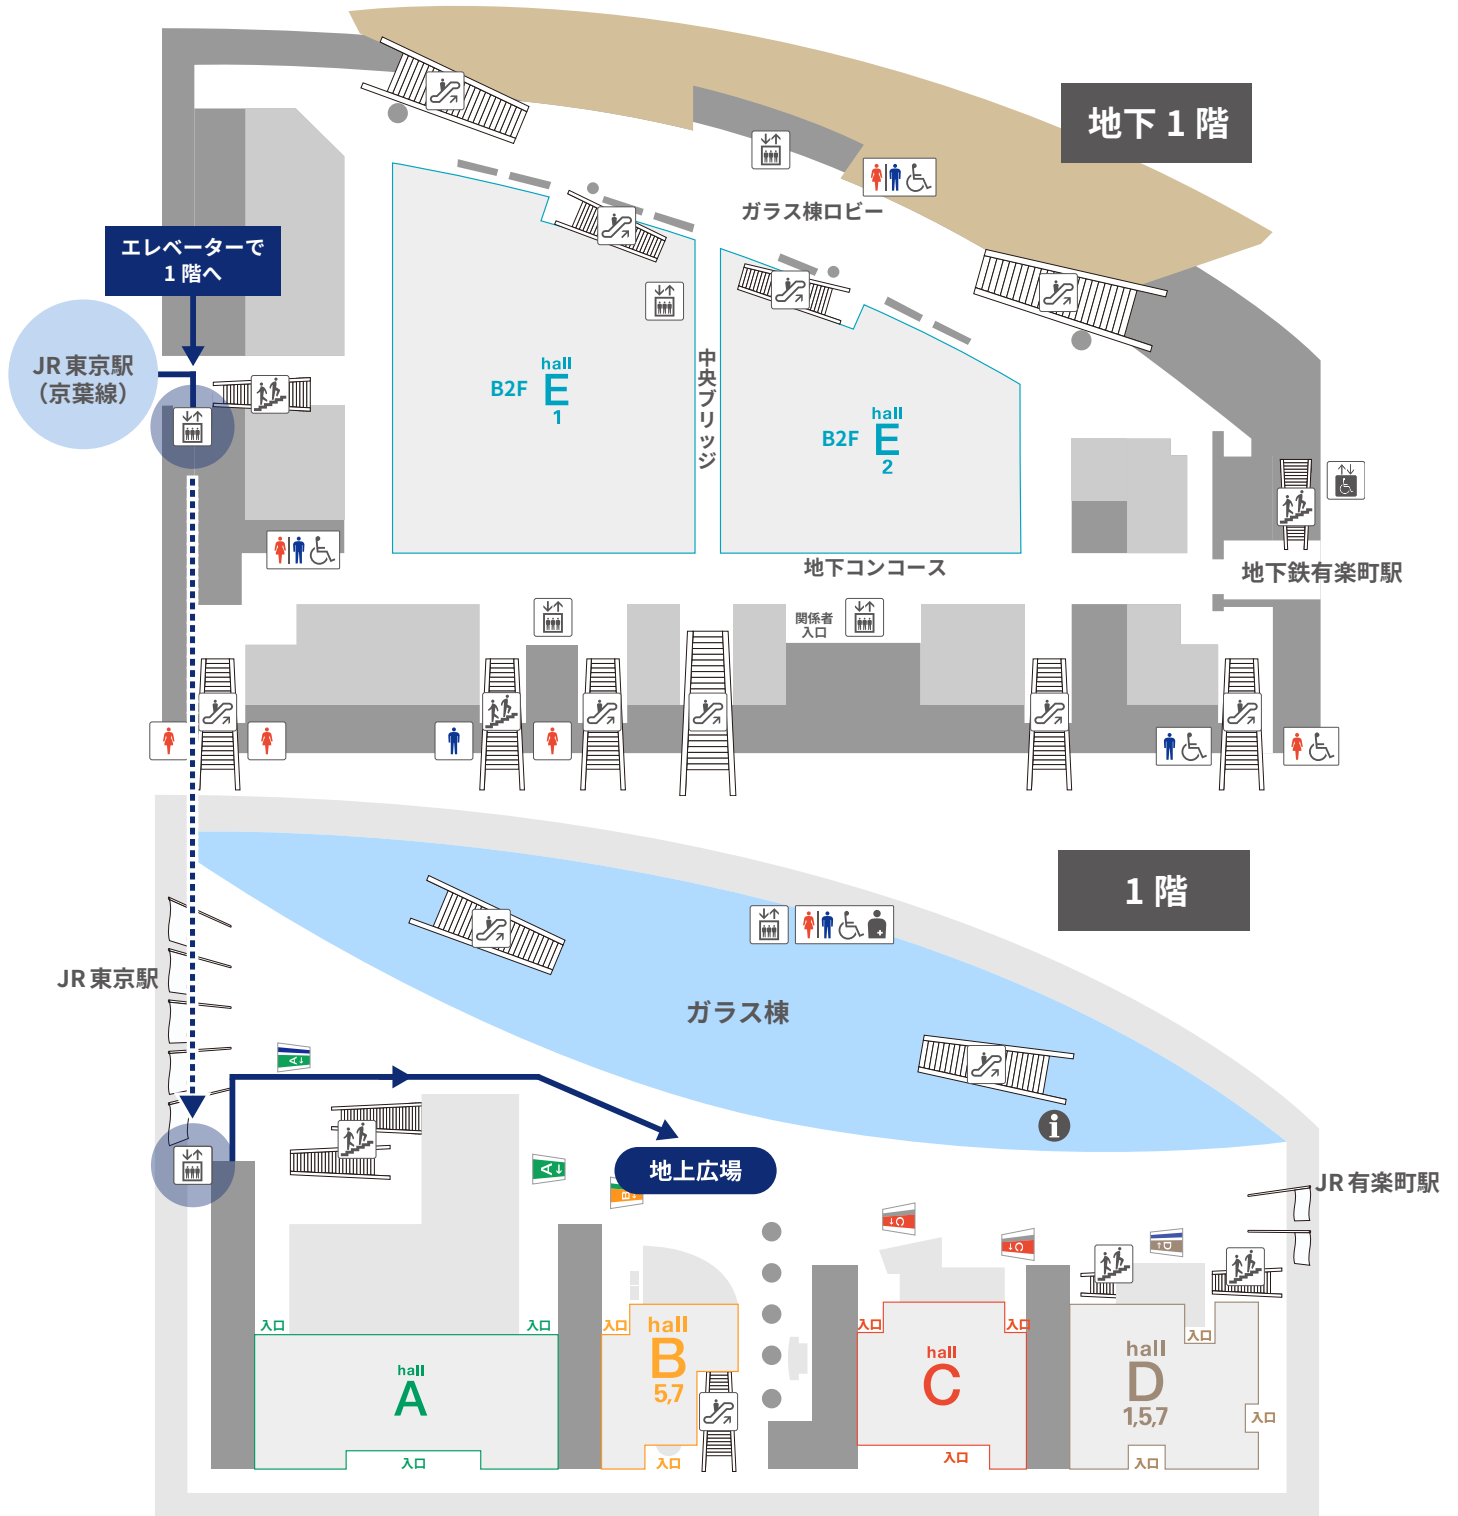 地下1階
ガラス棟ロビー
エレベーターで
1階へ
JR東京駅
（京葉線）
hall
B2F E
1
中央ブリッジ
hall
B2F E
2
地下コンコース
地下鉄有楽町駅
関係者
入口
1階
JR東京駅
ガラス棟
A
i
地上広場
A
B
JR有楽町駅
C
C
D
入口
入口
入口
hall
B
5,7
入口
入口
hall
C
hall
D
1,5,7
入口
hall
A
入口
入口
入口
入口
入口